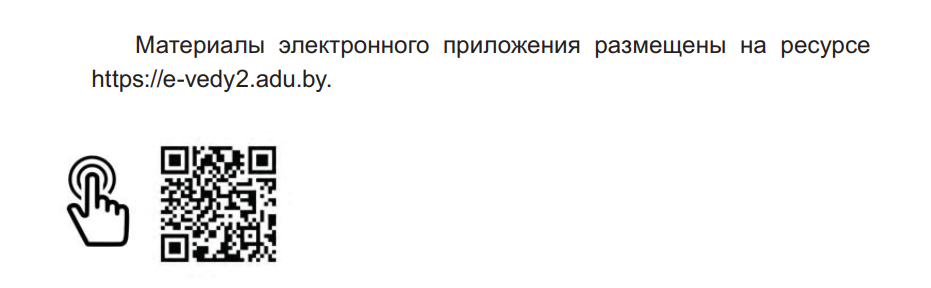 Материалы электронного приложения размещены на ресурсе
https://e-vedy2.adu.by.